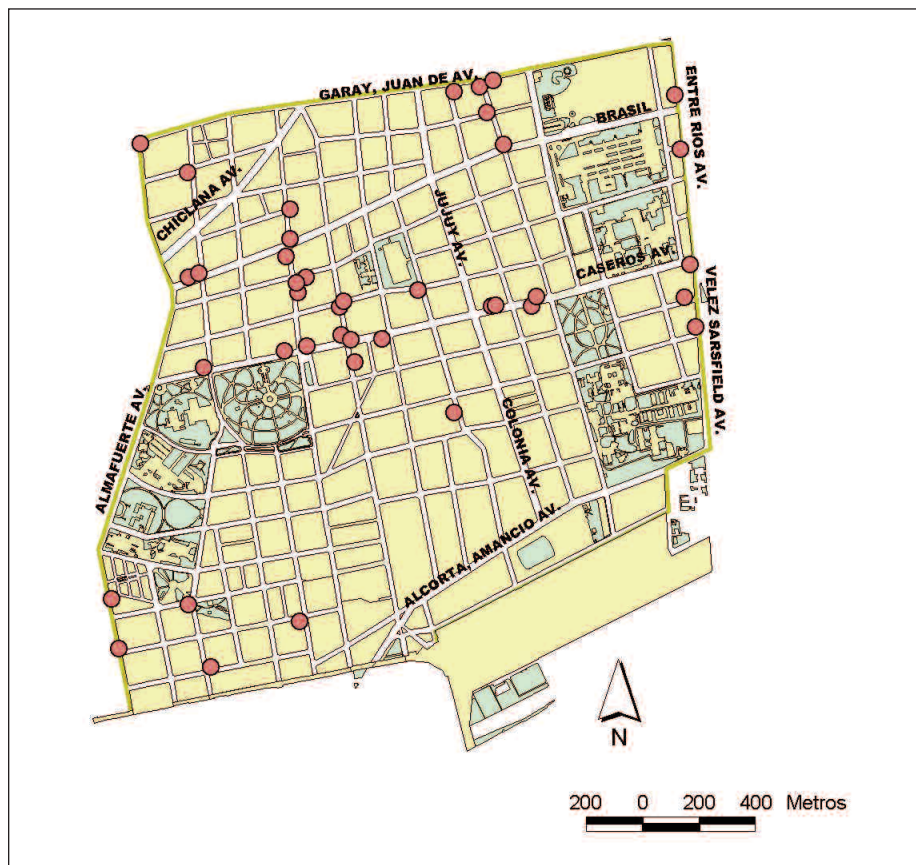 GARAY, JUAN DE AV.
BRASIL
ENTRE RIOS AV.
CHICLANA AV.
JUJUY AV.
CASEROS AV.
VELEZ SARSFIELD AV.
ALMAFUERTE AV.
COLONIA AV.
ALCORTA, AMANCIO AV.
N
200 0 200 400 Metros